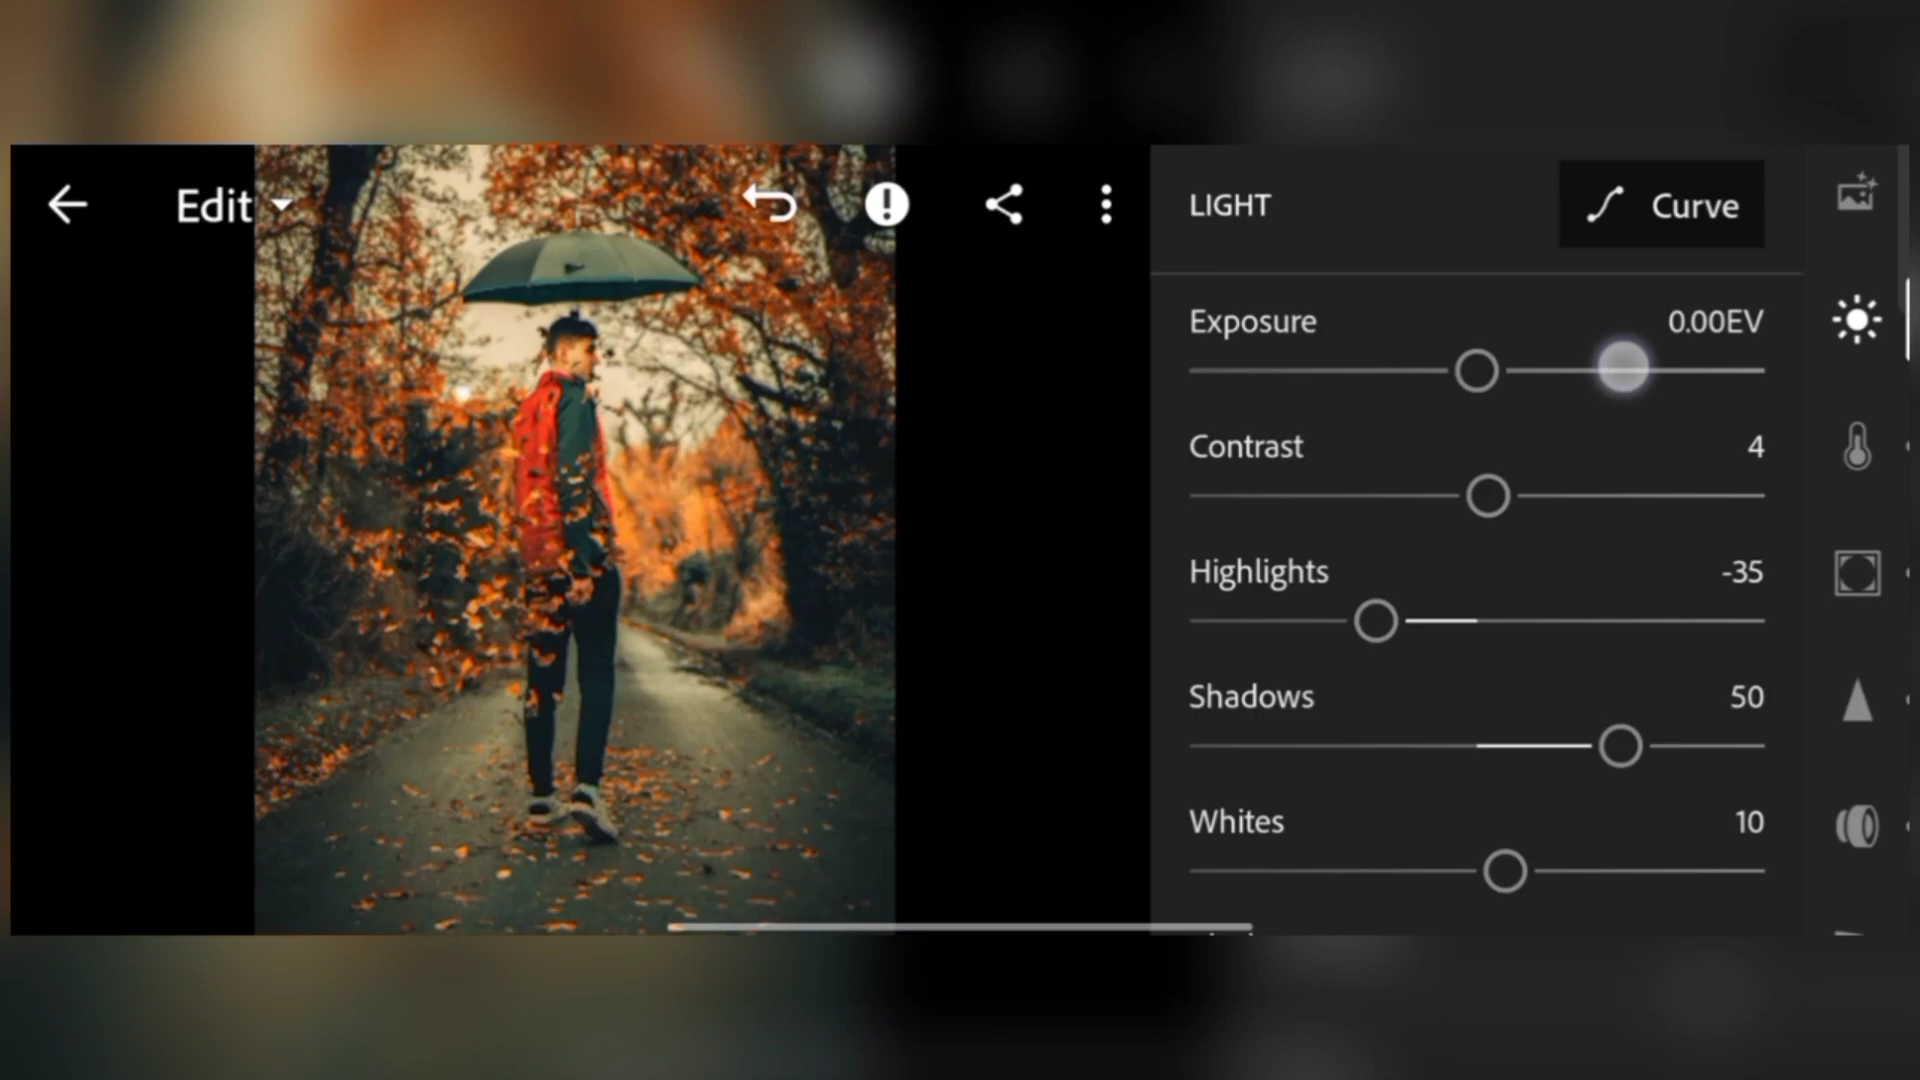 Edit
LIGHT
Curve
Exposure 0.00EV
Contrast 4
Highlights -35
Shadows 50
Whites 10